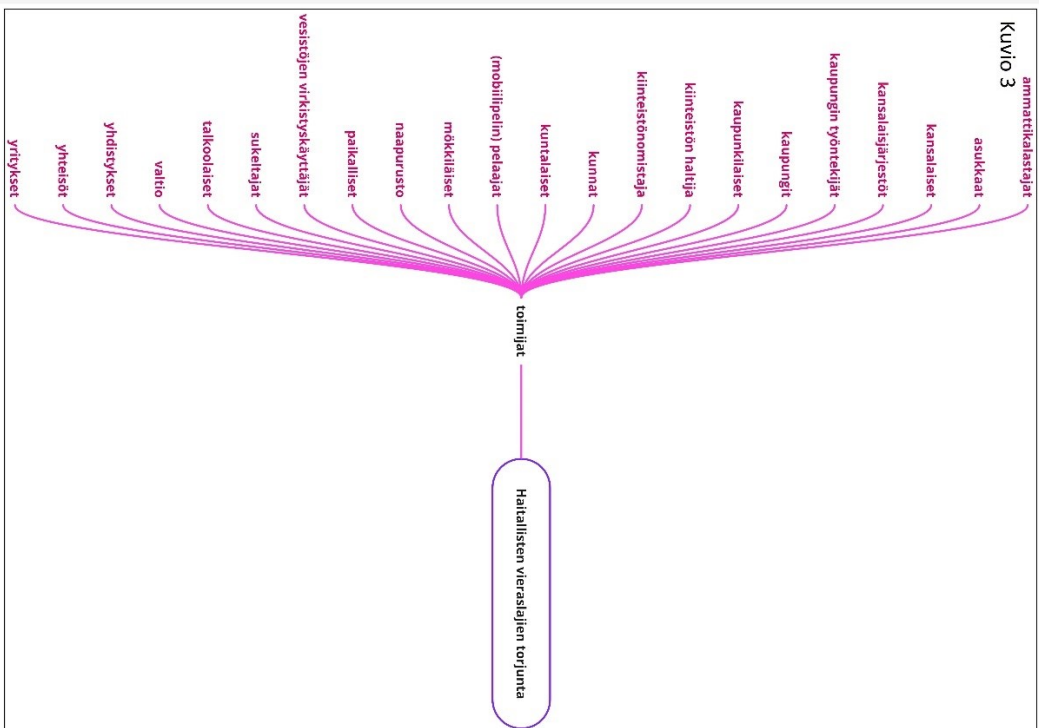 Kuvio 3
ammattikalastajat
asukkaat
kansalaiset
kansalaisjärjestöt
kaupungin työntekijät
kaupungit
kaupunkilaiset
kiinteistön haltija
kiinteistönomistaja
kunnat
kuntalaiset
(mobiilipelin) pelaajat
mökkiläiset
naapurusto
paikalliset
vesistöjen virkistyskäyttäjät
sukeltajat
talkoolaiset
valtio
yhdistykset
yhteisöt
yritykset
toimijat
Haitallisten vieraslajien torjunta